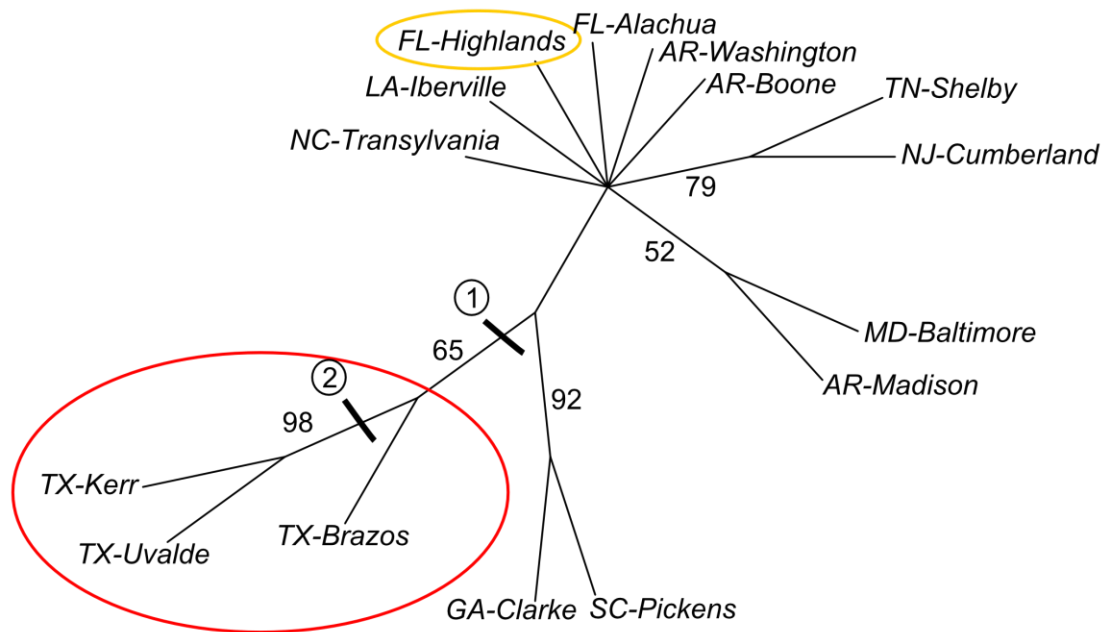 FL-Alachua
FL-Highlands
AR-Washington
LA-Iberville
AR-Boone
TN-Shelby
NC-Transylvania
NJ-Cumberland
79
52
1
MD-Baltimore
65
2
AR-Madison
92
98
TX-Kerr
TX-Brazos
TX-Uvalde
GA-Clarke
SC-Pickens